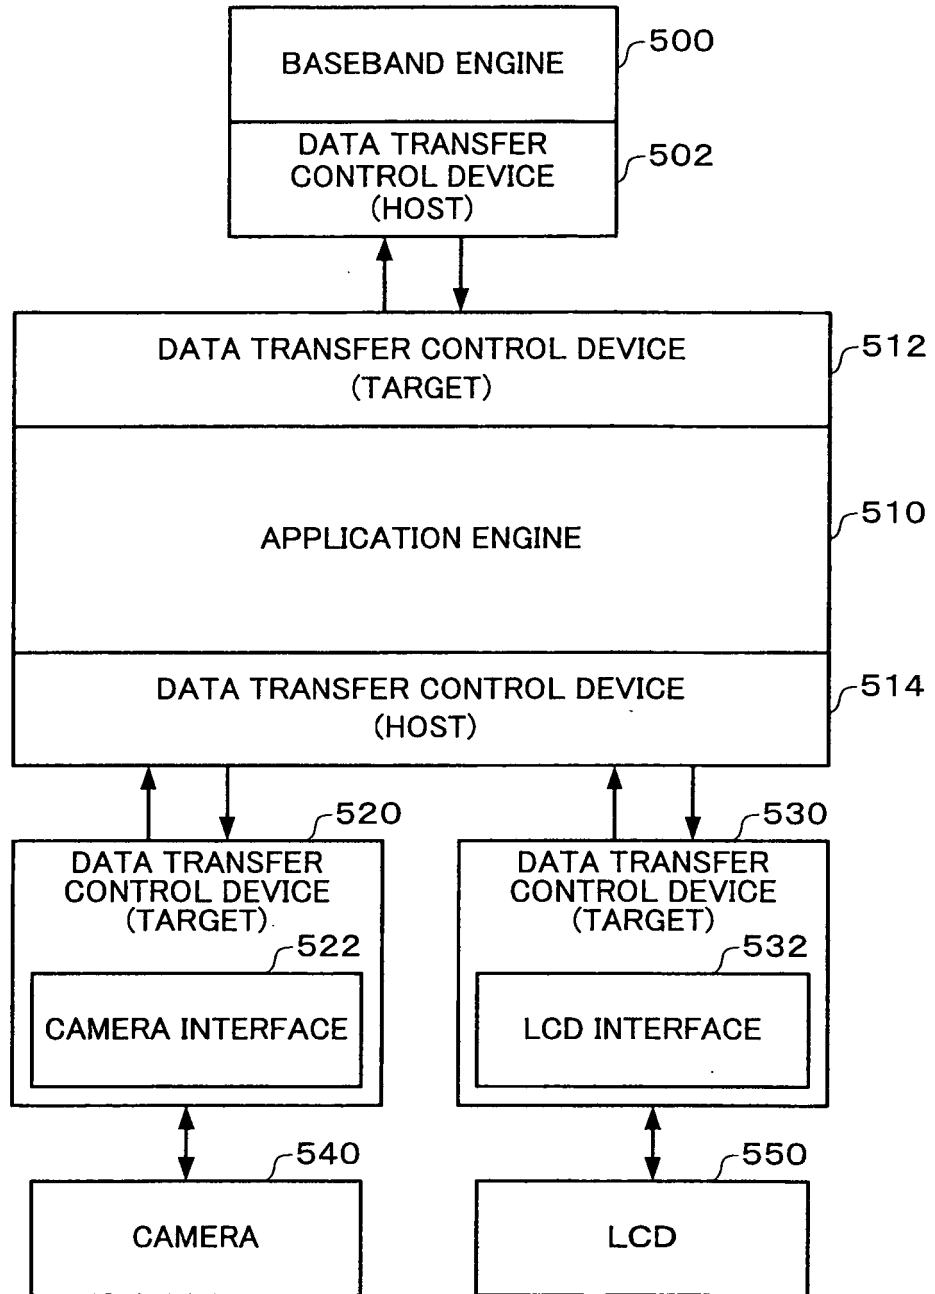 BASEBAND ENGINE
500
DATA TRANSFER
CONTROL DEVICE
(HOST)
502
DATA TRANSFER CONTROL DEVICE
(TARGET)
512
APPLICATION ENGINE
510
DATA TRANSFER CONTROL DEVICE
(HOST)
514
520
DATA TRANSFER
CONTROL DEVICE
(TARGET)
522
CAMERA INTERFACE
530
DATA TRANSFER
CONTROL DEVICE
(TARGET)
532
LCD INTERFACE
540
CAMERA
550
LCD